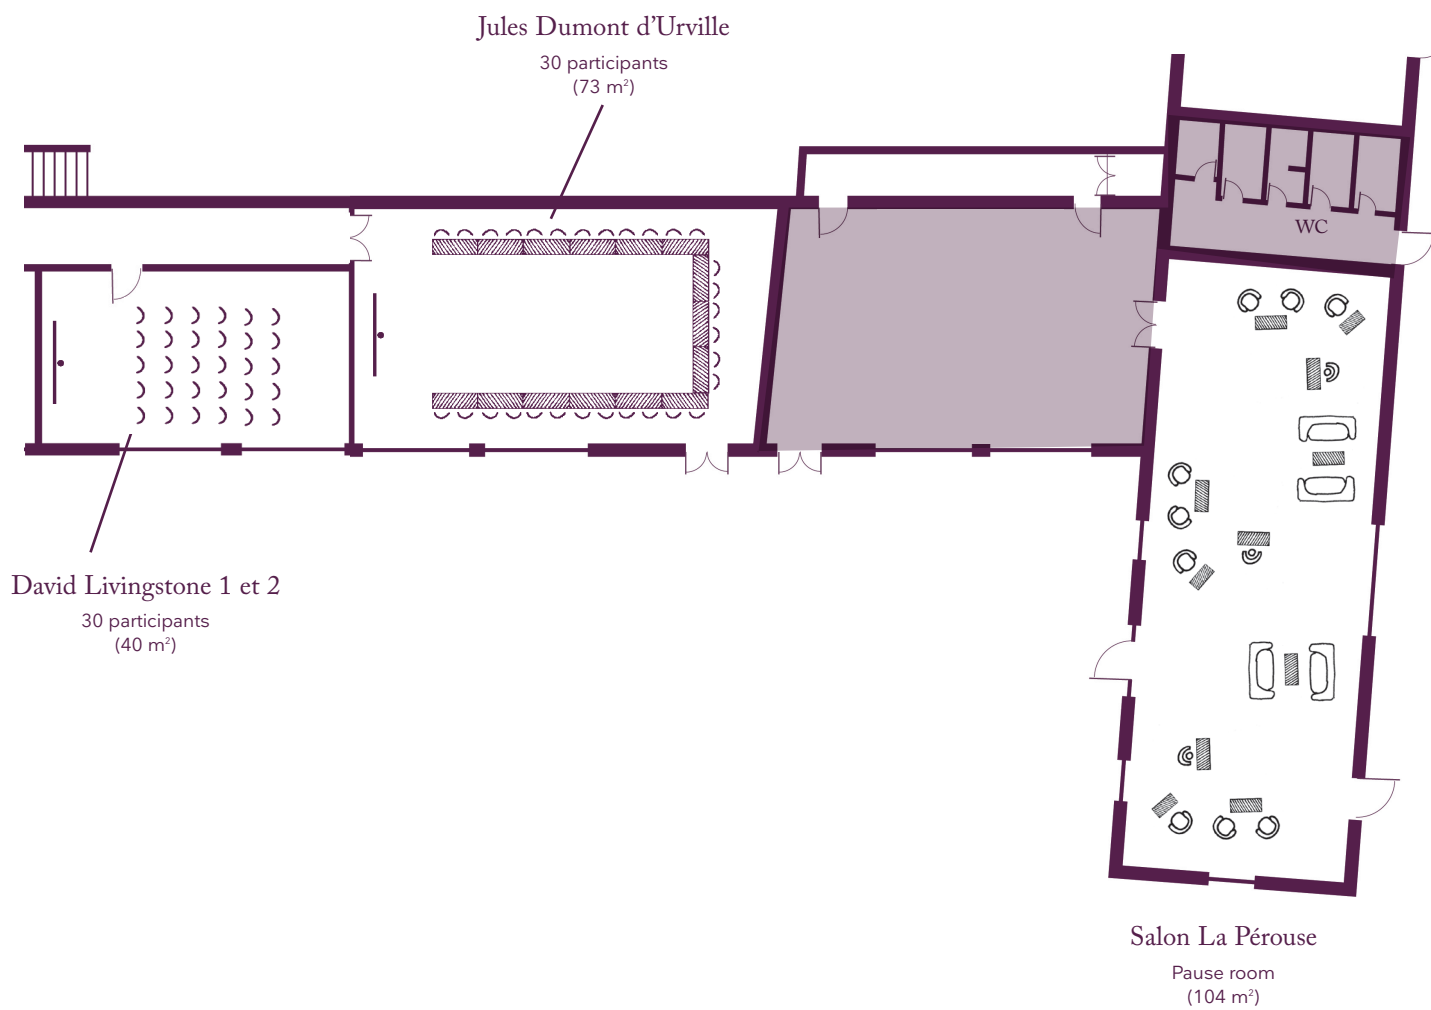 Jules Dumont d’Urville
30 participants
(73 m²)
WC
David Livingstone 1 et 2
30 participants
(40 m²)
Salon La Pérouse
Pause room
(104 m²)